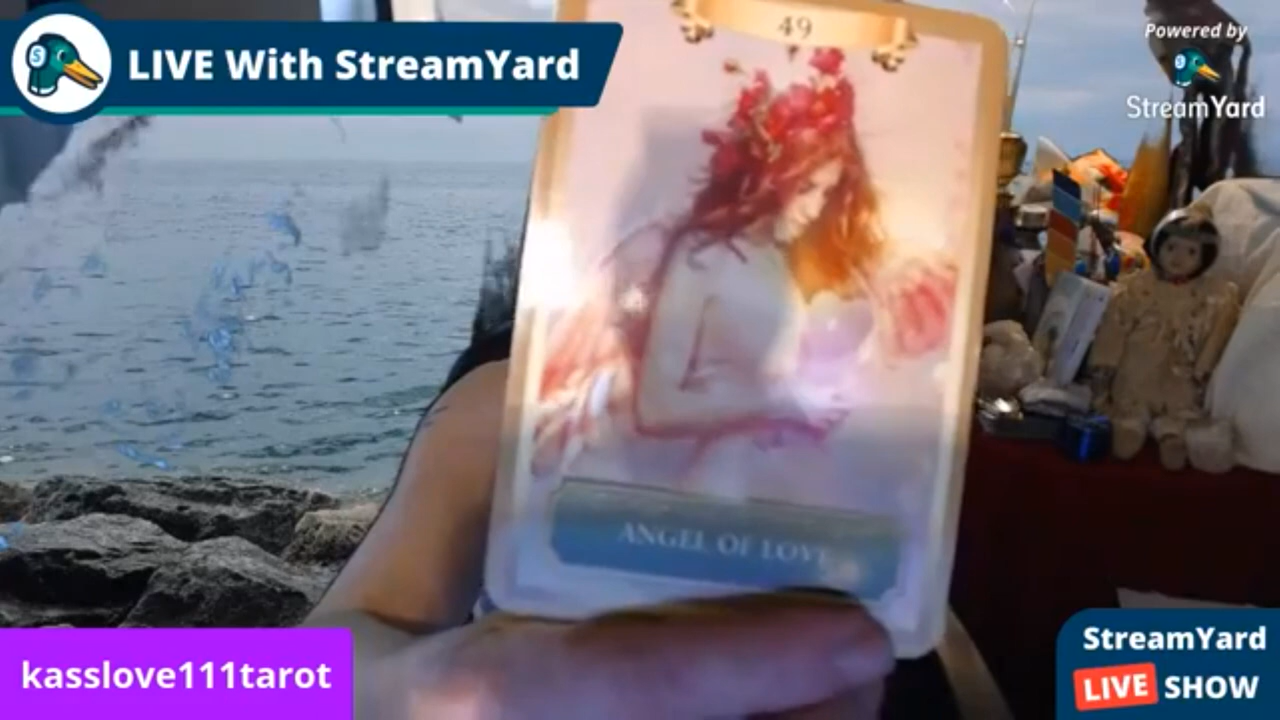 LIVE With StreamYard
49
Powered by
StreamYard
ANGEL OF LOVE
kasslove111tarot
StreamYard
LIVE SHOW